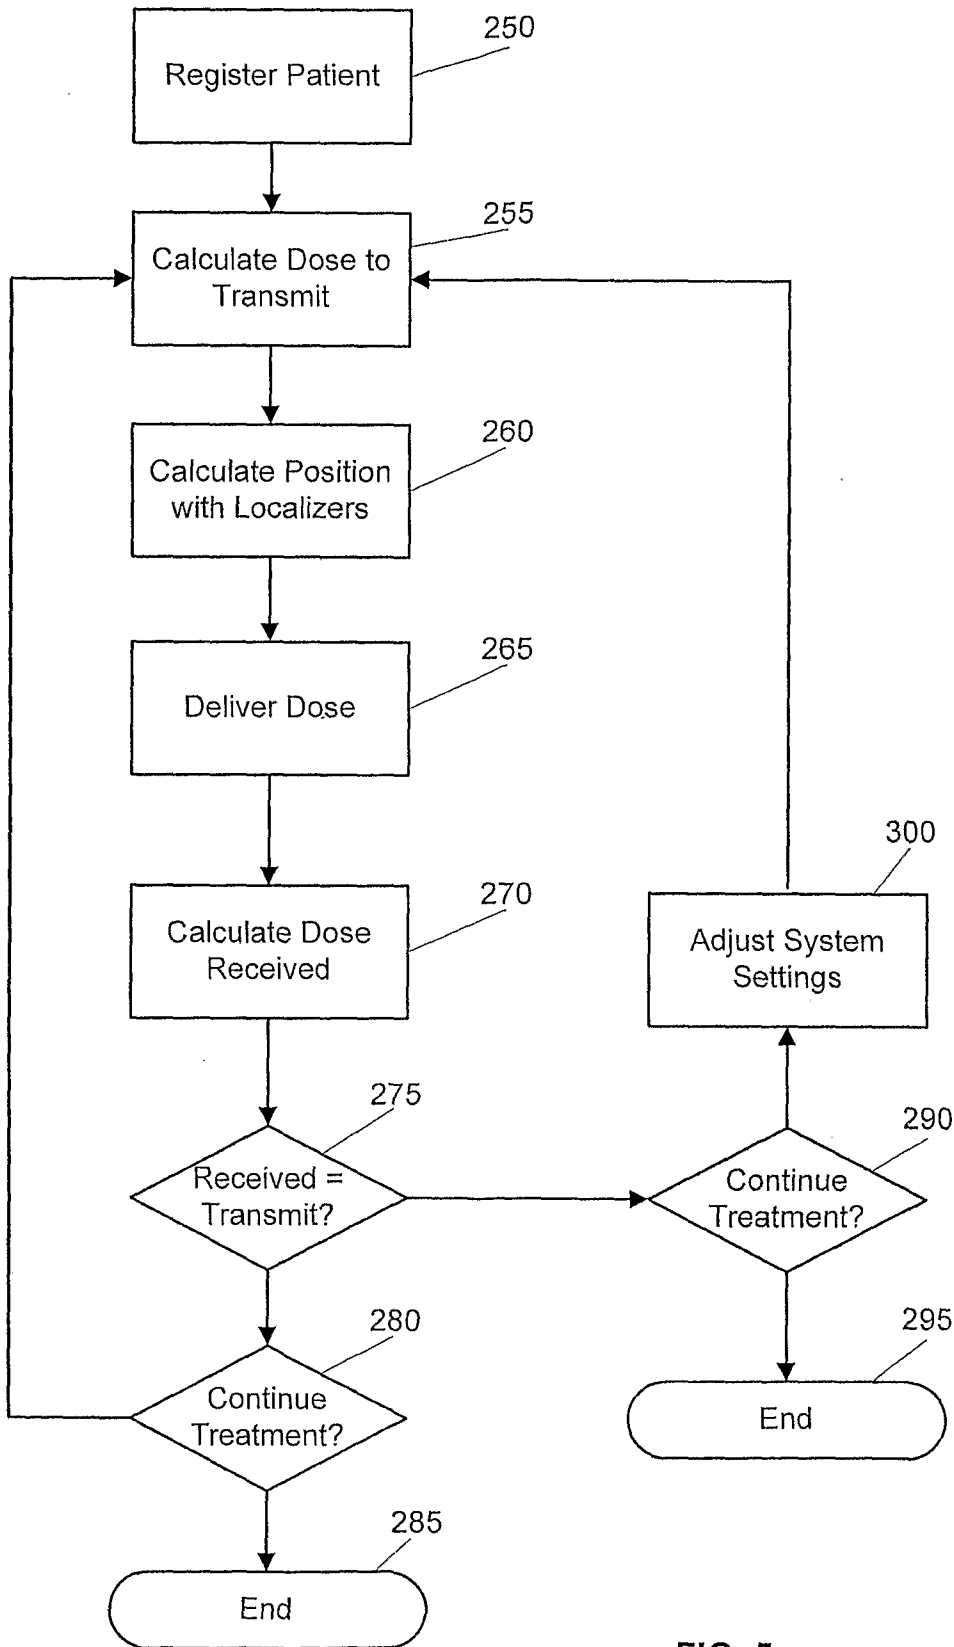 250
Register Patient
255
Calculate Dose to
Transmit
260
Calculate Position
with Localizers
265
Deliver Dose
270
Calculate Dose
Received
300
Adjust System
Settings
275
Received =
Transmit?
290
Continue
Treatment?
280
Continue
Treatment?
295
End
285
End